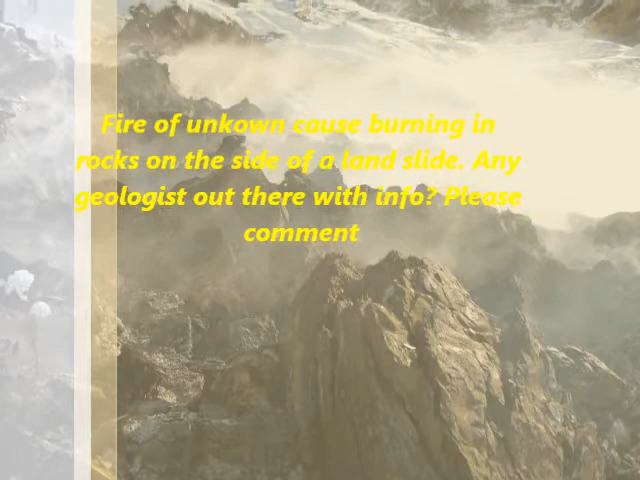 Fire of unkown cause burning in
rocks on the side of a land slide. Any
geologist out there with info? Please
comment